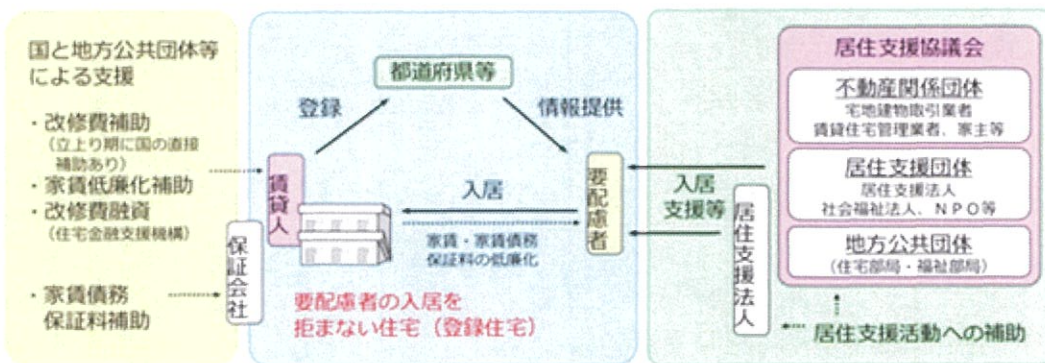 国と地方公共団体等
による支援
・改修費補助
(立上り期に国の直接
補助あり)
・家賃低廉化補助
・改修費融資
(住宅金融支援機構)
・家賃債務
保証料補助
保証会社
都道府県等
登録
情報提供
賃貸人
入居
家賃・家賃債務
保証料の低廉化
要配慮者
要配慮者の入居を
拒まない住宅（登録住宅）
入居
支援等
居住支援法人
居住支援協議会
不動産関係団体
宅地建物取引業者
賃貸住宅管理業者、家主等
居住支援団体
居住支援法人
社会福祉法人、ＮＰＯ等
地方公共団体
(住宅部局・福祉部局)
居住支援活動への補助